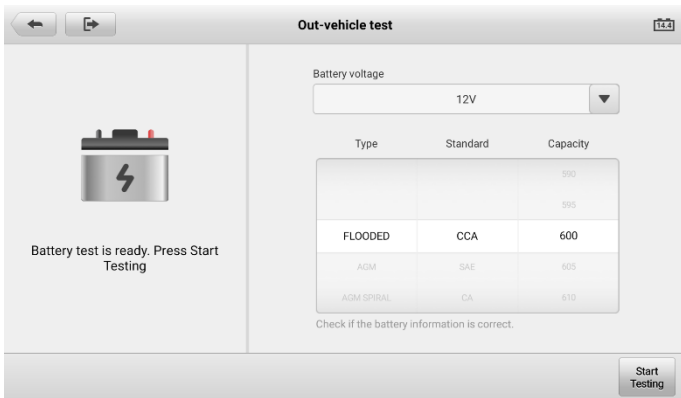 Out-vehicle test
14.4
Battery test is ready. Press Start
Testing
Battery voltage
12V
Type Standard Capacity
590
595
FLOODED CCA 600
AGM SAE 605
AGM SPIRAL CA 610
Check if the battery information is correct.
Start
Testing